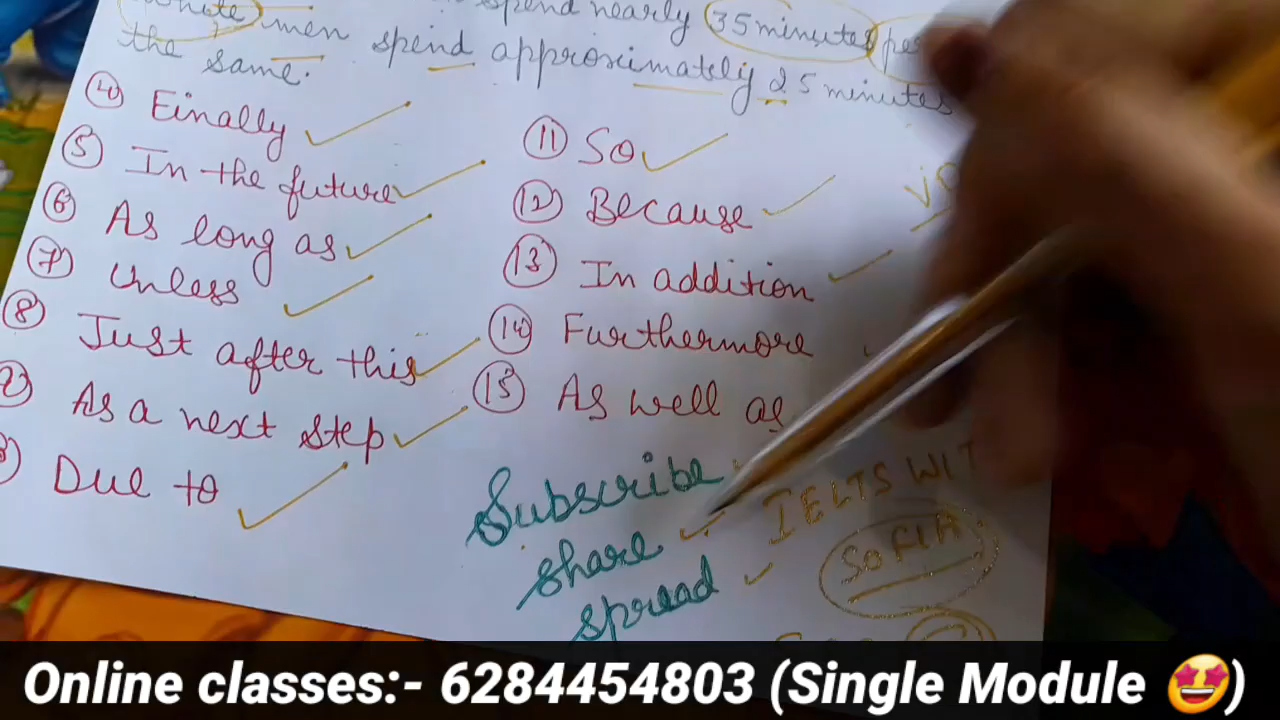 spend nearly 35 minutes
men spend approximately 25 minutes
the same.
④ Finally ✓
⑤ In the future ✓
⑥ As long as ✓
⑦ Unless ✓
⑧ Just after this ✓
As a next step ✓
Due to ✓
⑪ So ✓
⑫ Because ✓
⑬ In addition ✓
⑭ Furthermore
⑮ As well as
Subscribe
share ✓
spread ✓
IELTS WIT
SOFIA
Online classes:- 6284454803 (Single Module 🤩)